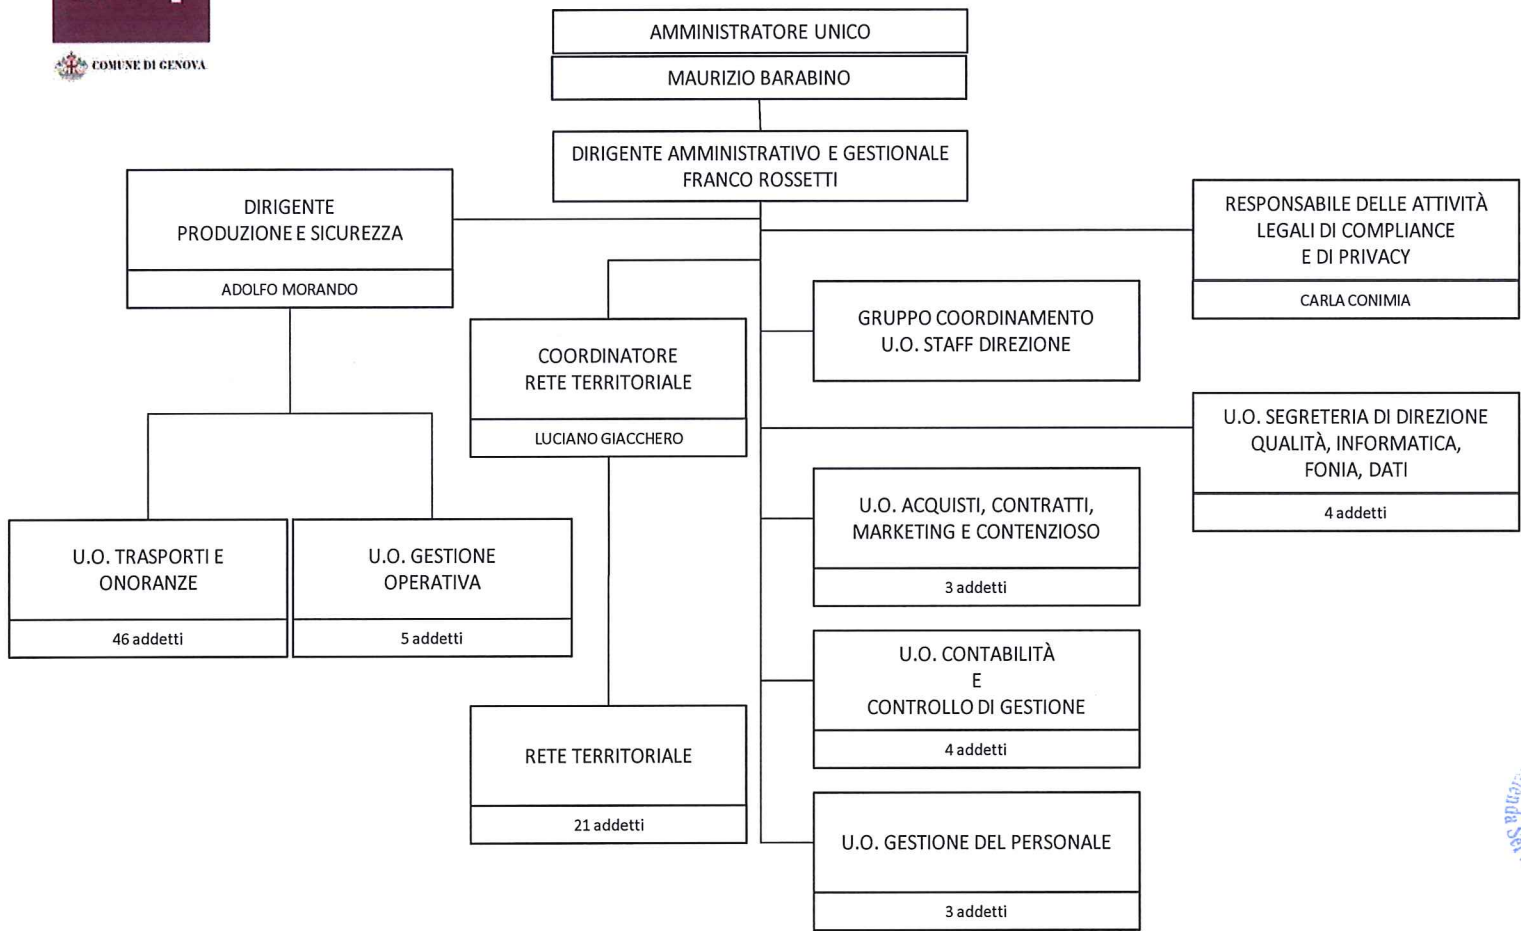 COMUNE DI GENOVA
AMMINISTRATORE UNICO
MAURIZIO BARABINO
DIRIGENTE AMMINISTRATIVO E GESTIONALE
FRANCO ROSSETTI
DIRIGENTE
PRODUZIONE E SICUREZZA
ADOLFO MORANDO
RESPONSABILE DELLE ATTIVITÀ
LEGALI DI COMPLIANCE
E DI PRIVACY
CARLA CONIMIA
GRUPPO COORDINAMENTO
U.O. STAFF DIREZIONE
COORDINATORE
RETE TERRITORIALE
LUCIANO GIACCHERO
U.O. SEGRETERIA DI DIREZIONE
QUALITÀ, INFORMATICA,
FONIA, DATI
4 addetti
U.O. ACQUISTI, CONTRATTI,
MARKETING E CONTENZIOSO
3 addetti
U.O. TRASPORTI E
ONORANZE
46 addetti
U.O. GESTIONE
OPERATIVA
5 addetti
U.O. CONTABILITÀ
E
CONTROLLO DI GESTIONE
4 addetti
RETE TERRITORIALE
21 addetti
U.O. GESTIONE DEL PERSONALE
3 addetti